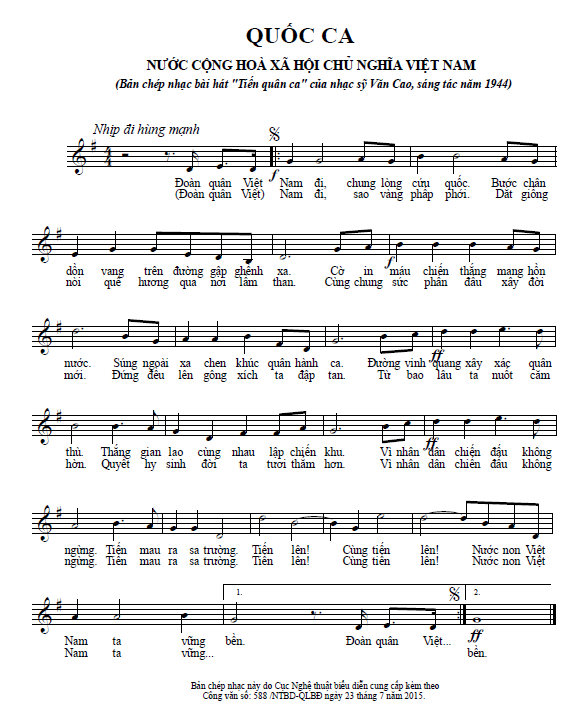 QUỐC CA
NƯỚC CỘNG HOÀ XÃ HỘI CHỦ NGHĨA VIỆT NAM
(Bản chép nhạc bài hát "Tiến quân ca" của nhạc sỹ Văn Cao, sáng tác năm 1944)
Nhịp đi hùng mạnh
Đoàn quân Việt Nam đi, chung lòng cứu quốc. Bước chân
(Đoàn quân Việt) Nam đi, sao vàng phấp phới. Dắt giống
dồn vang trên đường gập ghềnh xa. Cờ in máu chiến thắng mang hồn
nòi quê hương qua nơi lầm than. Cùng chung sức phấn đấu xây đời
nước. Súng ngoài xa chen khúc quân hành ca. Đường vinh quang xây xác quân
mới. Đứng đều lên gông xích ta đập tan. Từ bao lâu ta nuốt căm
thù. Thắng gian lao cùng nhau lập chiến khu. Vì nhân dân chiến đấu không
hờn. Quyết hy sinh đời ta tươi thắm hơn. Vì nhân dân chiến đấu không
ngừng. Tiến mau ra sa trường. Tiến lên! Cùng tiến lên! Nước non Việt
ngừng. Tiến mau ra sa trường. Tiến lên! Cùng tiến lên! Nước non Việt
1. 2.
Nam ta vững bền. Đoàn quân Việt...
Nam ta vững... bền.
Bản chép nhạc này do Cục Nghệ thuật biểu diễn cung cấp kèm theo
Công văn số: 588 /NTBD-QLBD ngày 23 tháng 7 năm 2015.